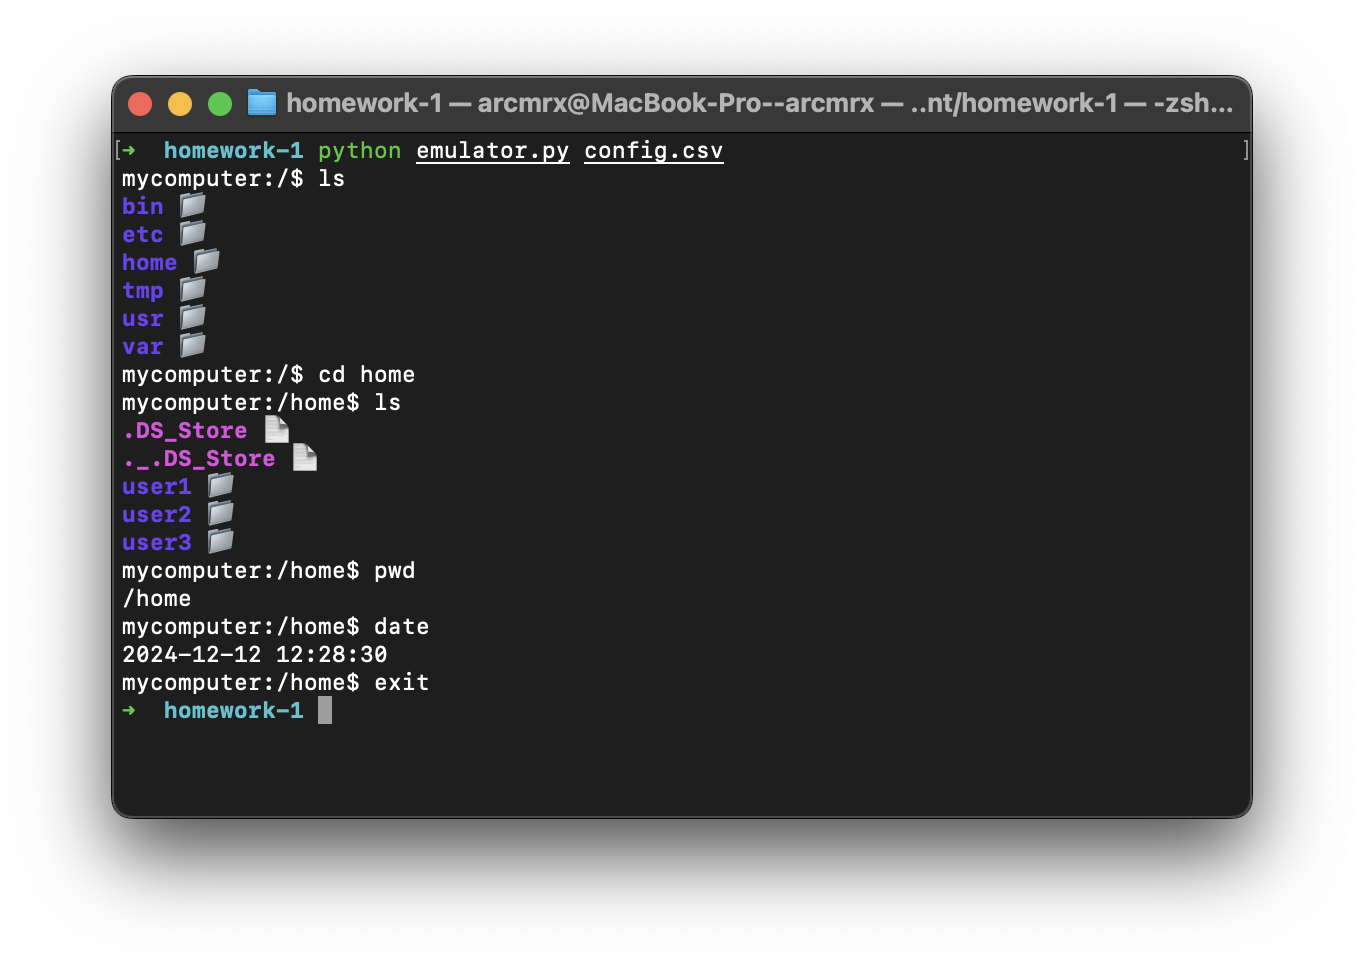 homework-1 — arcmrx@MacBook-Pro--arcmrx — ..nt/homework-1 — -zsh...
[➜  homework-1 python emulator.py config.csv ]
mycomputer:/$ ls
bin 📁
etc 📁
home 📁
tmp 📁
usr 📁
var 📁
mycomputer:/$ cd home
mycomputer:/home$ ls
.DS_Store 📄
._.DS_Store 📄
user1 📁
user2 📁
user3 📁
mycomputer:/home$ pwd
/home
mycomputer:/home$ date
2024-12-12 12:28:30
mycomputer:/home$ exit
➜  homework-1